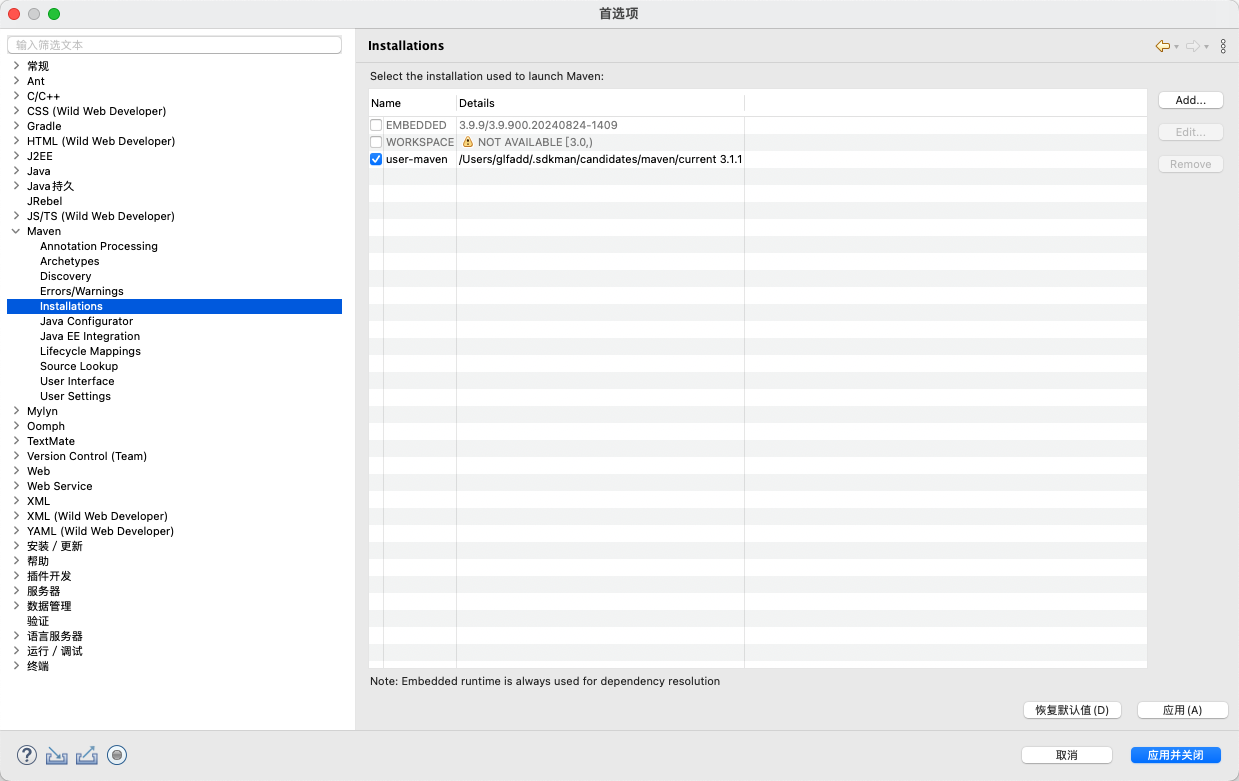 首选项
输入筛选文本
常规
Ant
C/C++
CSS (Wild Web Developer)
Gradle
HTML (Wild Web Developer)
J2EE
Java
Java 持久
JRebel
JS/TS (Wild Web Developer)
Maven
Annotation Processing
Archetypes
Discovery
Errors/Warnings
Installations
Java Configurator
Java EE Integration
Lifecycle Mappings
Source Lookup
User Interface
User Settings
Mylyn
Oomph
TextMate
Version Control (Team)
Web
Web Service
XML
XML (Wild Web Developer)
YAML (Wild Web Developer)
安装 / 更新
帮助
插件开发
服务器
数据管理
验证
语言服务器
运行 / 调试
终端
Installations
Select the installation used to launch Maven:
Name Details
EMBEDDED 3.9.9/3.9.900.20240824-1409
WORKSPACE NOT AVAILABLE [3.0,)
user-maven /Users/glfadd/.sdkman/candidates/maven/current 3.1.1
Add...
Edit...
Remove
Note: Embedded runtime is always used for dependency resolution
恢复默认值(D) 应用(A)
取消 应用并关闭